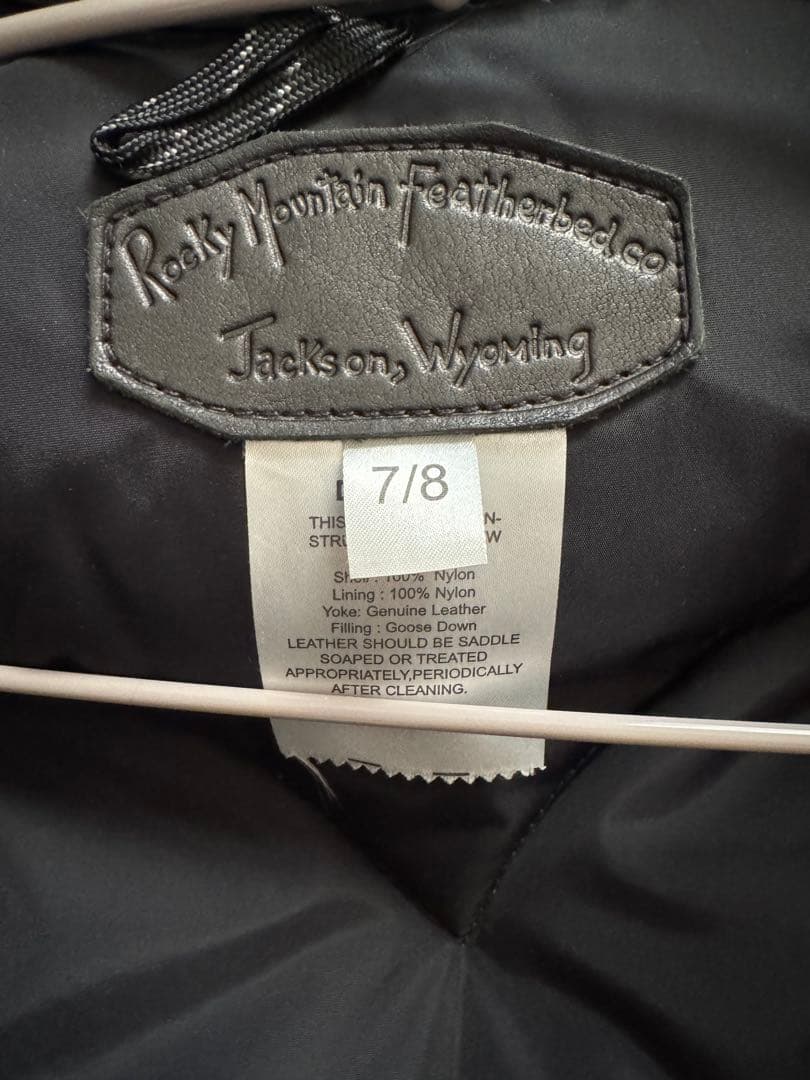 Rocky Mountain Featherbed co
Jackson, Wyoming
7/8
THIS
N-
W
100% Nylon
Lining : 100% Nylon
Yoke: Genuine Leather
Filling : Goose Down
LEATHER SHOULD BE SADDLE
SOAPED OR TREATED
APPROPRIATELY,PERIODICALLY
AFTER CLEANING.